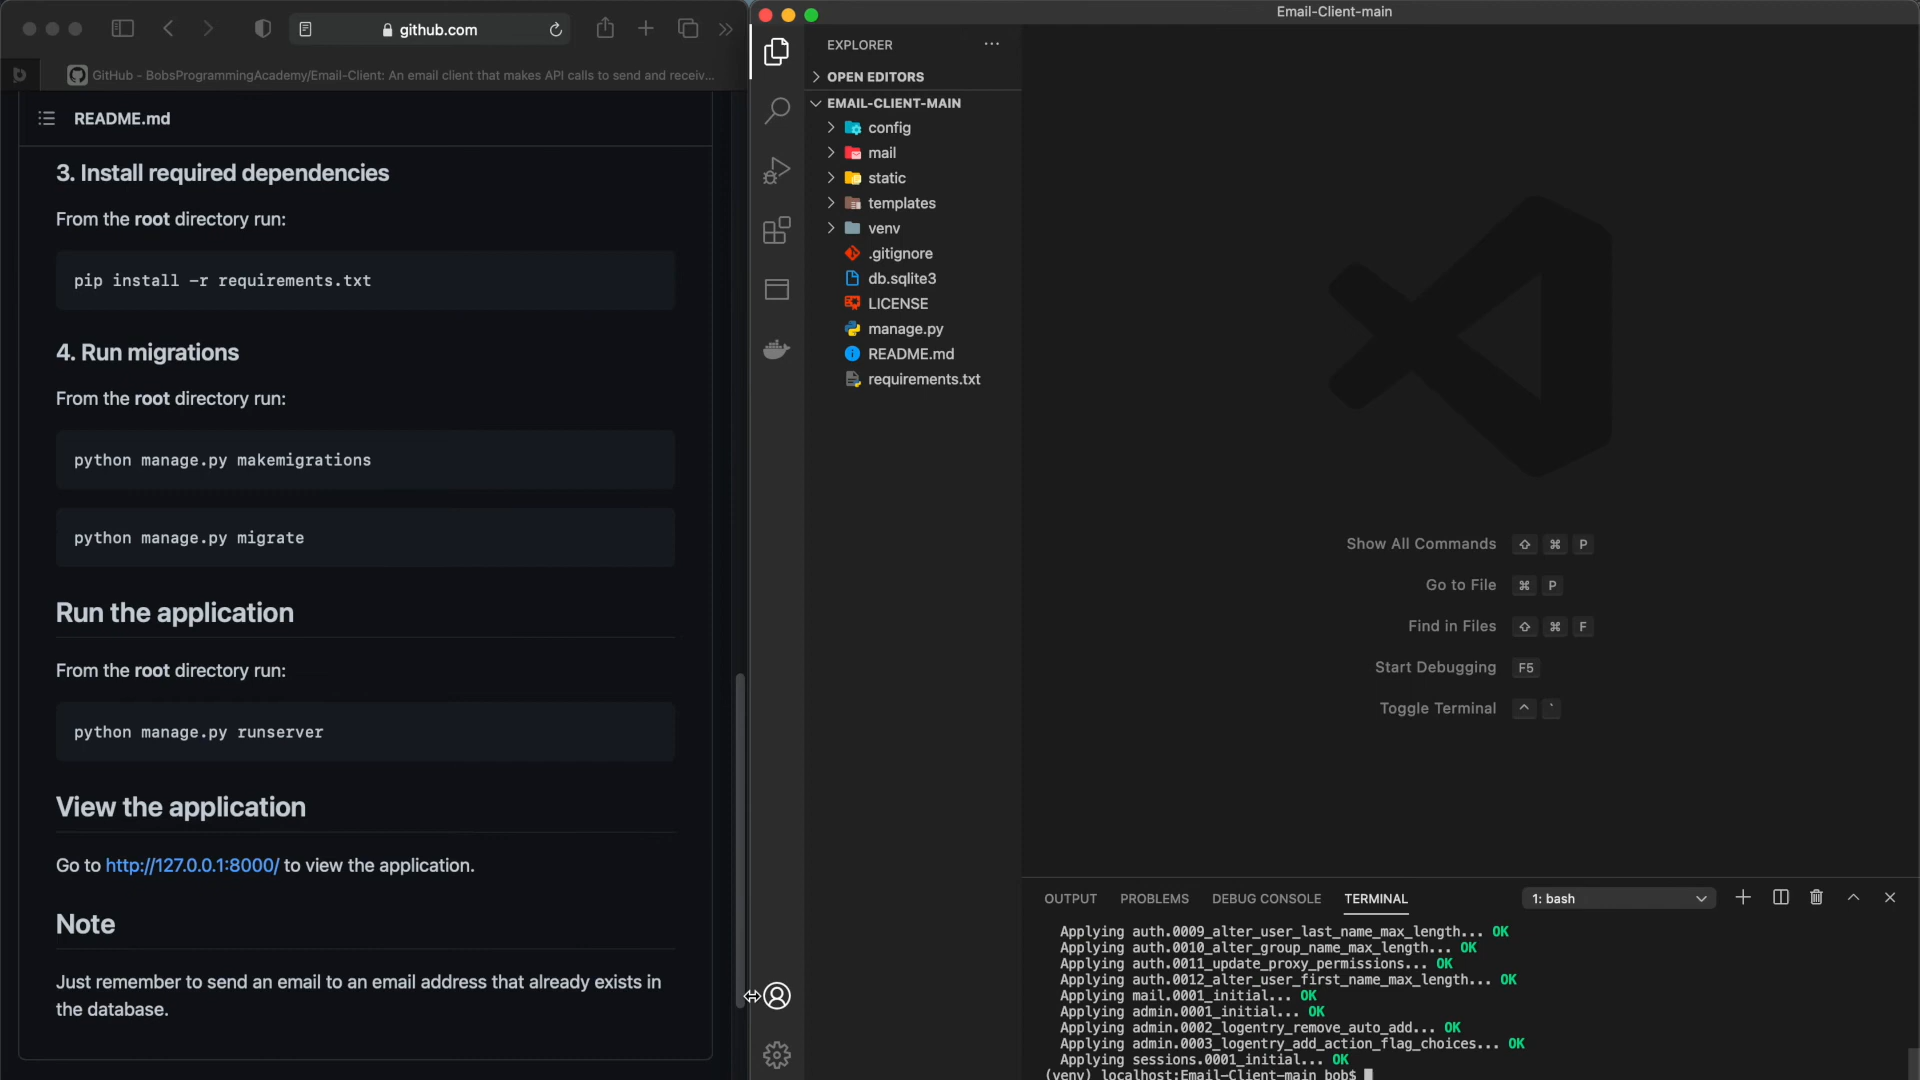 github.com
GitHub - BobsProgrammingAcademy/Email-Client: An email client that makes API calls to send and receiv...
README.md
3. Install required dependencies
From the root directory run:
pip install -r requirements.txt
4. Run migrations
From the root directory run:
python manage.py makemigrations
python manage.py migrate
Run the application
From the root directory run:
python manage.py runserver
View the application
Go to http://127.0.0.1:8000/ to view the application.
Note
Just remember to send an email to an email address that already exists in
the database.
Email-Client-main
EXPLORER
OPEN EDITORS
EMAIL-CLIENT-MAIN
config
mail
static
templates
venv
.gitignore
db.sqlite3
LICENSE
manage.py
README.md
requirements.txt
Show All Commands ⇧ ⌘ P
Go to File ⌘ P
Find in Files ⇧ ⌘ F
Start Debugging F5
Toggle Terminal ^ `
OUTPUT PROBLEMS DEBUG CONSOLE TERMINAL 1: bash
Applying auth.0009_alter_user_last_name_max_length... OK
Applying auth.0010_alter_group_name_max_length... OK
Applying auth.0011_update_proxy_permissions... OK
Applying auth.0012_alter_user_first_name_max_length... OK
Applying mail.0001_initial... OK
Applying admin.0001_initial... OK
Applying admin.0002_logentry_remove_auto_add... OK
Applying admin.0003_logentry_add_action_flag_choices... OK
Applying sessions.0001_initial... OK
(venv) localhost:Email-Client-main bob$